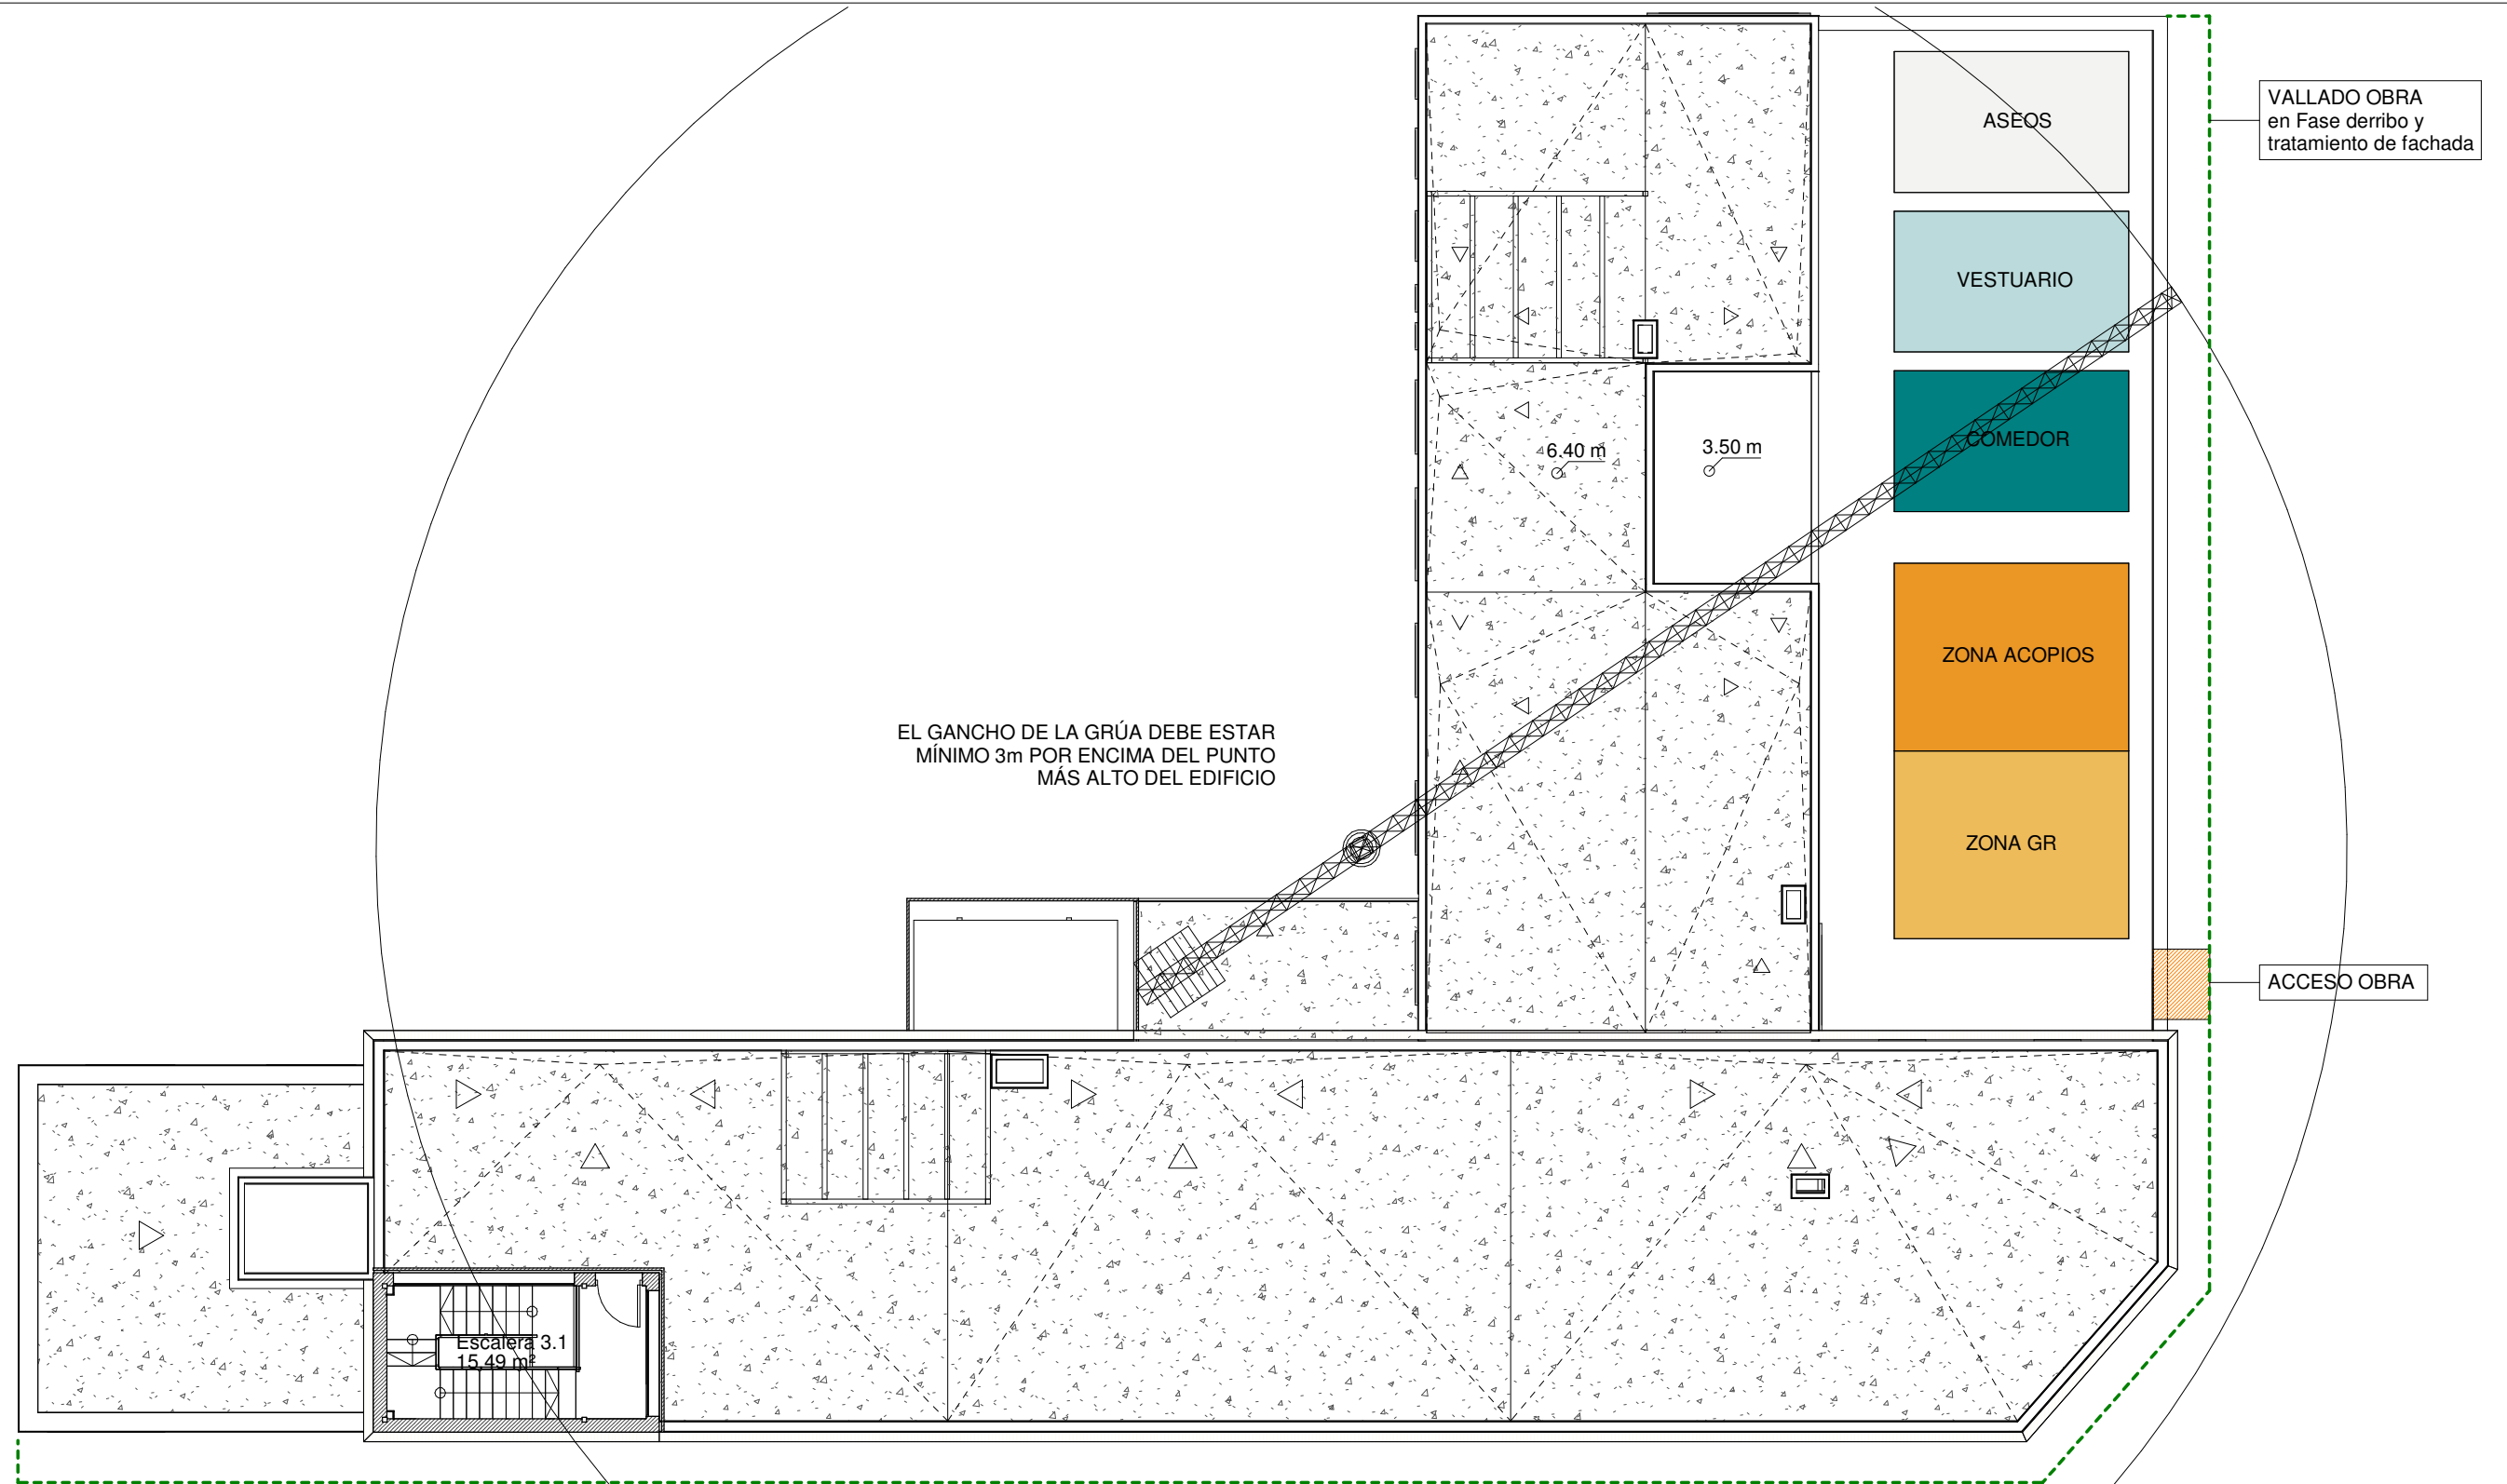 ASEOS
VALLADO OBRA
en Fase derribo y
tratamiento de fachada
VESTUARIO
COMEDOR
6.40 m
3.50 m
ZONA ACOPIOS
EL GANCHO DE LA GRÚA DEBE ESTAR
MÍNIMO 3m POR ENCIMA DEL PUNTO
MÁS ALTO DEL EDIFICIO
ZONA GR
ACCESO OBRA
Escalera 3.1
15,49 m²